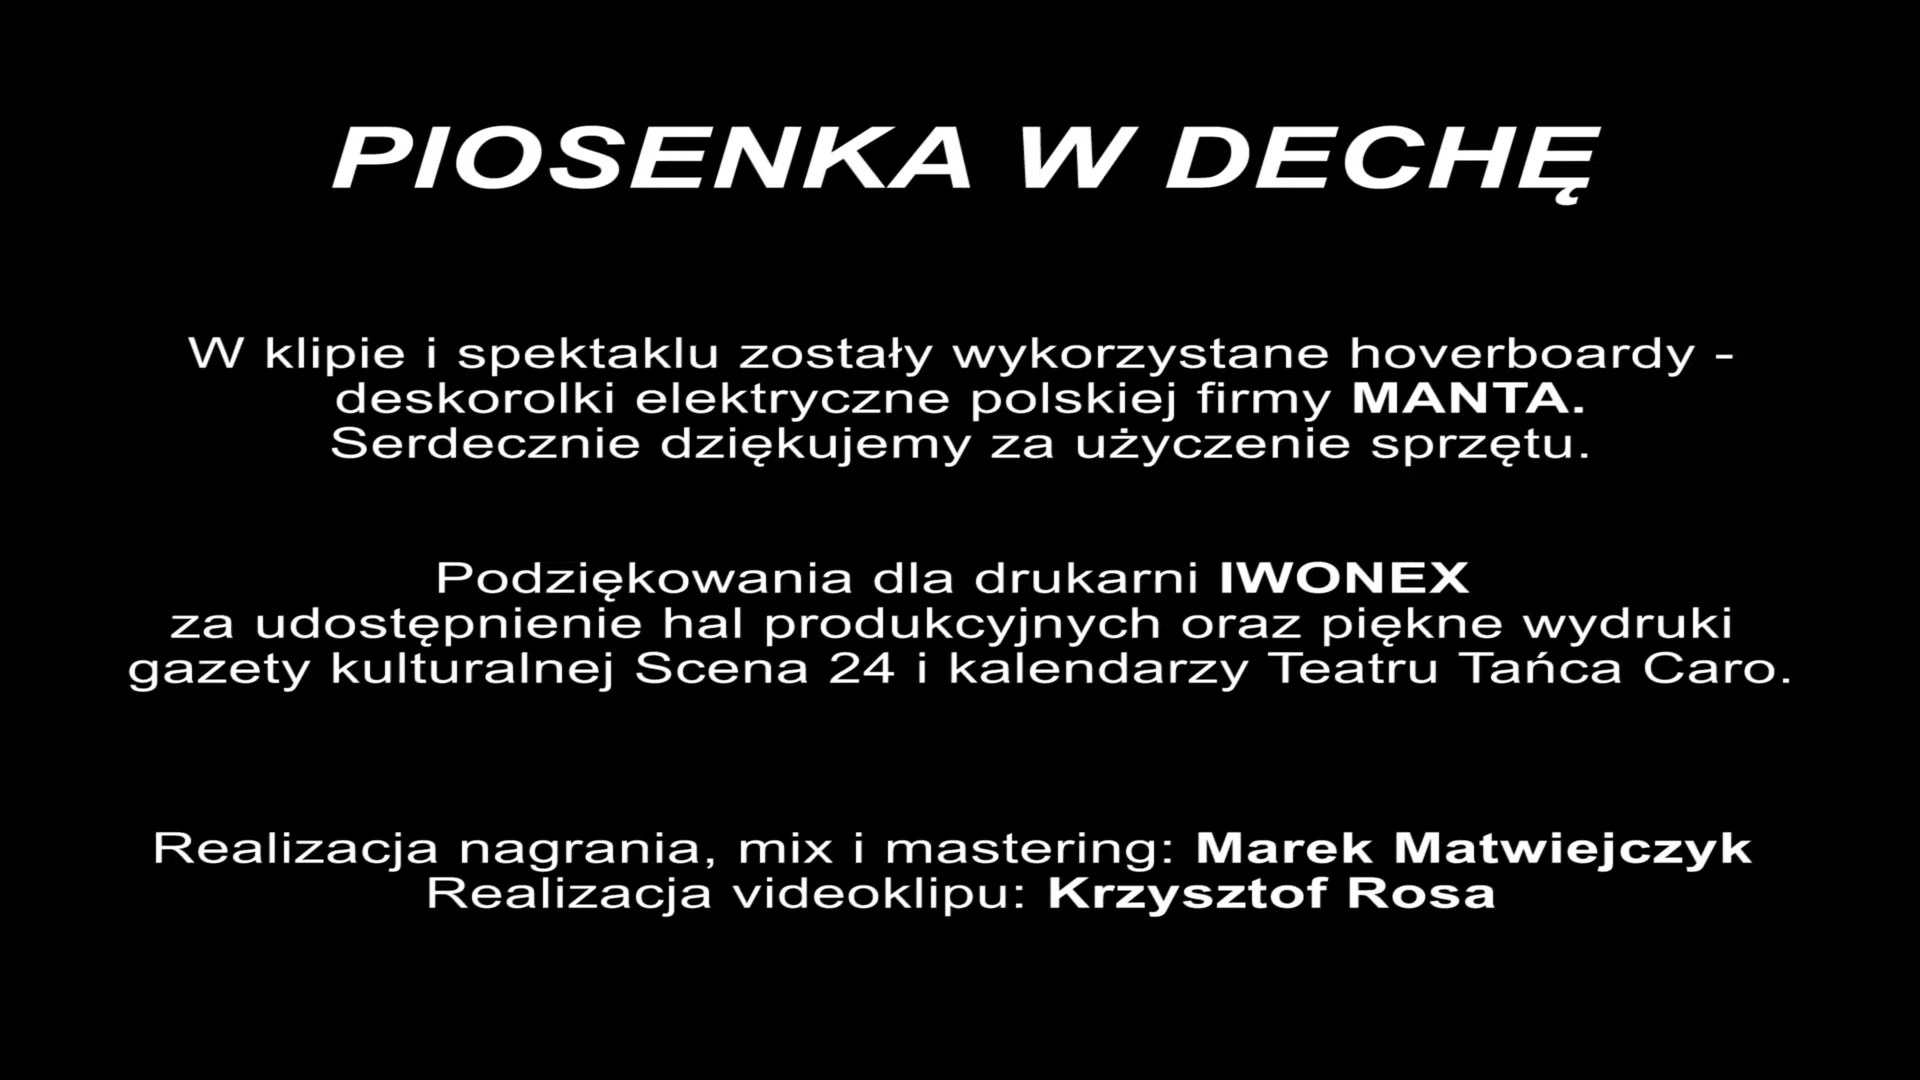 PIOSENKA W DECHĘ
W klipie i spektaklu zostały wykorzystane hoverboardy -
deskorolki elektryczne polskiej firmy MANTA.
Serdecznie dziękujemy za użyczenie sprzętu.
Podziękowania dla drukarni IWONEX
za udostępnienie hal produkcyjnych oraz piękne wydruki
gazety kulturalnej Scena 24 i kalendarzy Teatru Tańca Caro.
Realizacja nagrania, mix i mastering: Marek Matwiejczyk
Realizacja videoklipu: Krzysztof Rosa